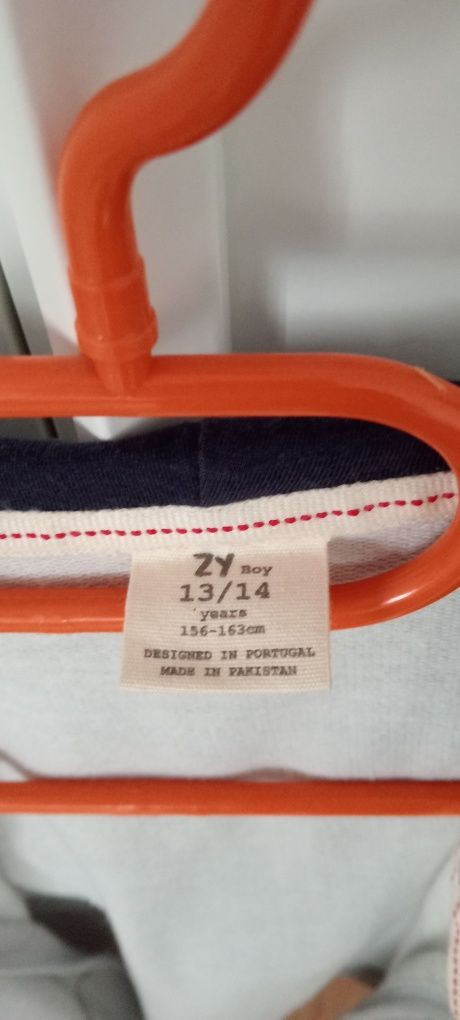 ZY Boy
13/14
years
156-163cm
DESIGNED IN PORTUGAL
MADE IN PAKISTAN